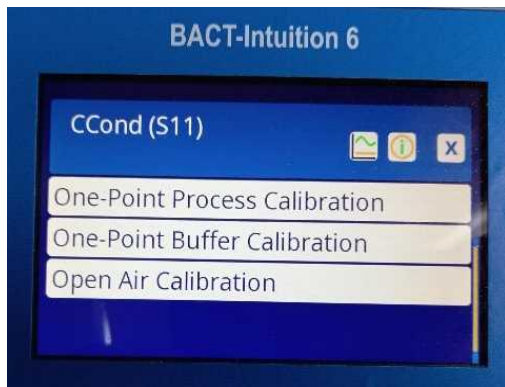 BACT-Intuition 6
CCond (S11)
X
One-Point Process Calibration
One-Point Buffer Calibration
Open Air Calibration